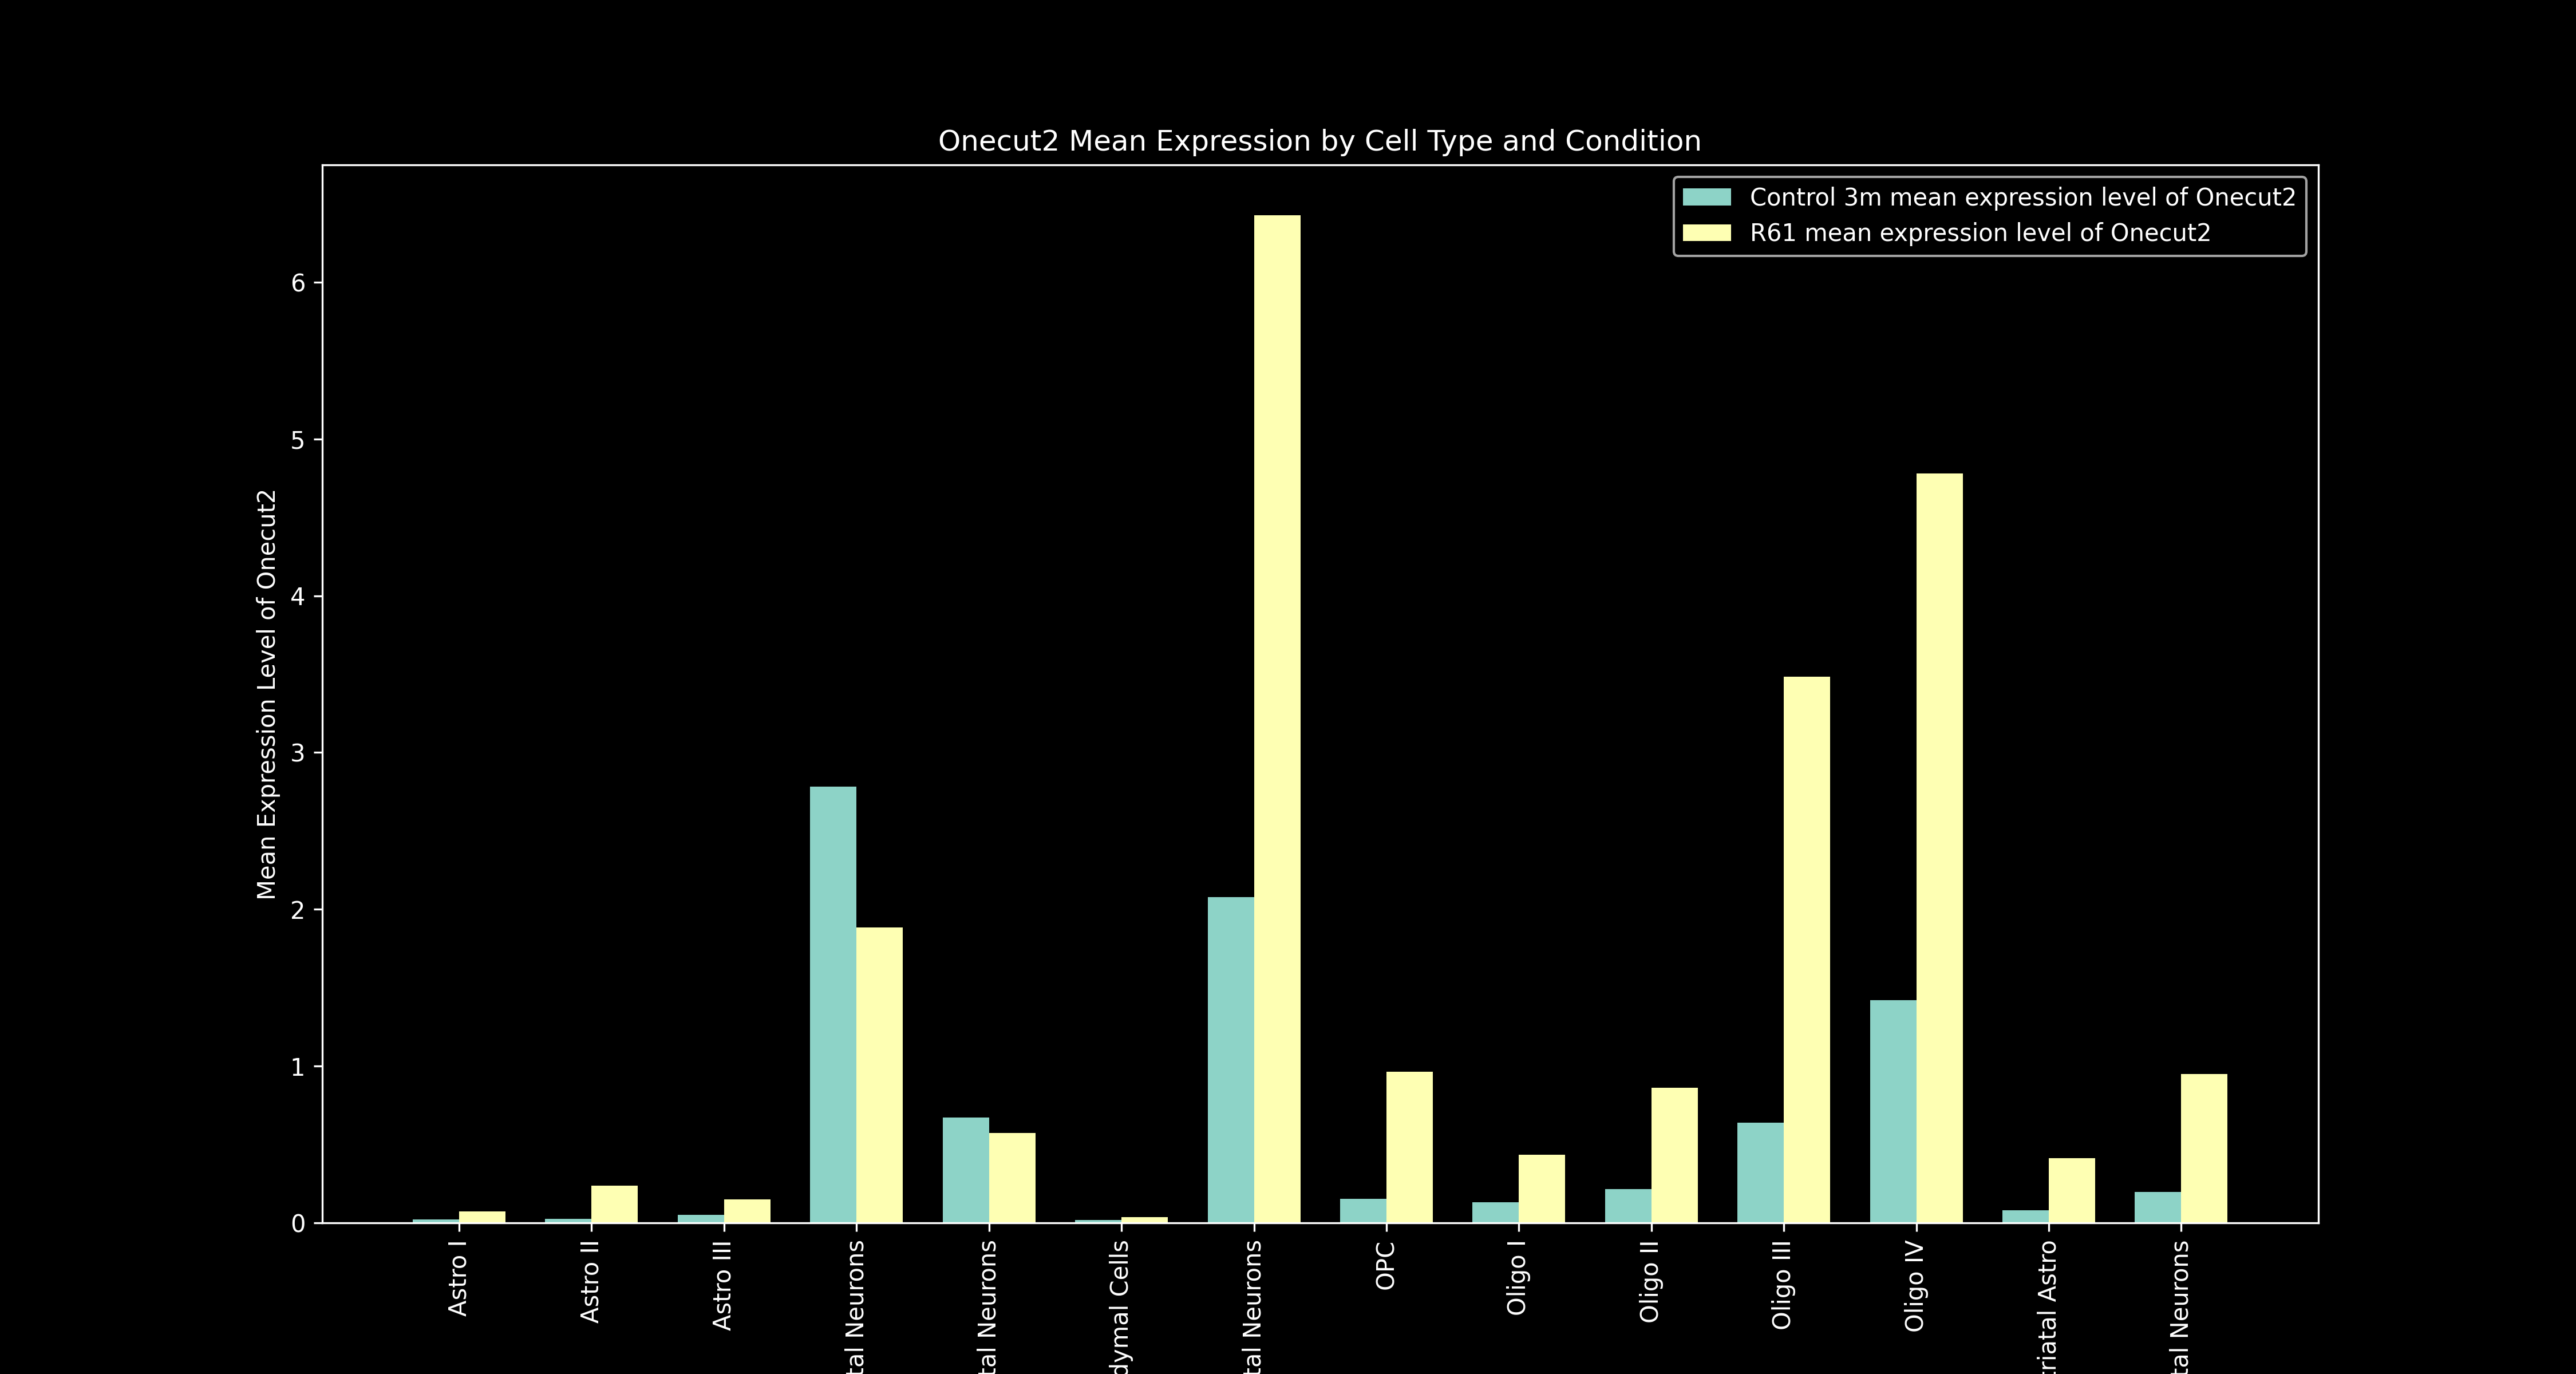 Onecut2 Mean Expression by Cell Type and Condition
Control 3m mean expression level of Onecut2
R61 mean expression level of Onecut2
Mean Expression Level of Onecut2
6
5
4
3
2
1
0
Astro I
Astro II
Astro III
Neurons
Neurons
Cells
Neurons
OPC
Oligo I
Oligo II
Oligo III
Oligo IV
Astro
Neurons